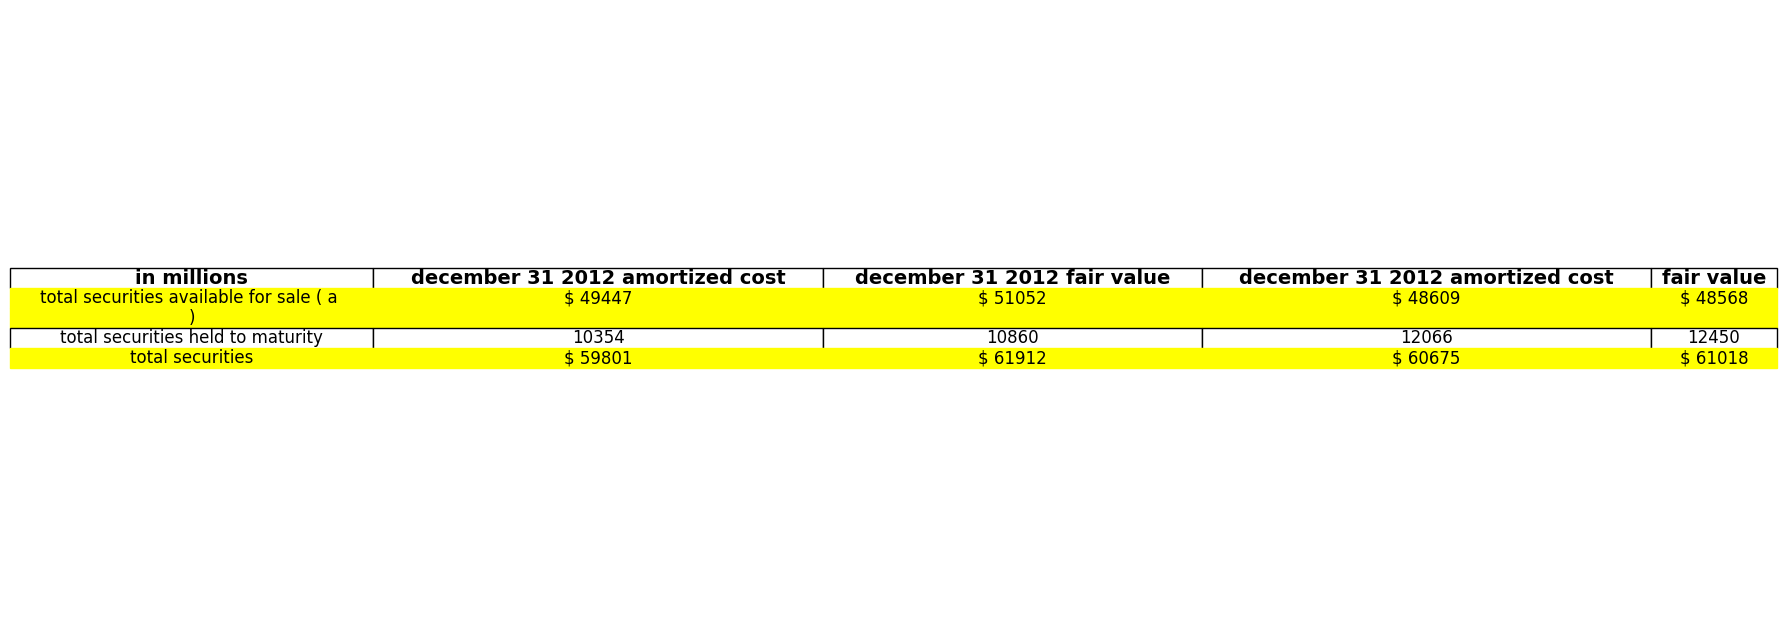 in millions december 31 2012 amortized cost december 31 2012 fair value december 31 2012 amortized cost fair value
total securities available for sale ( a $ 49447 $ 51052 $ 48609 $ 48568
)
total securities held to maturity 10354 10860 12066 12450
total securities $ 59801 $ 61912 $ 60675 $ 61018